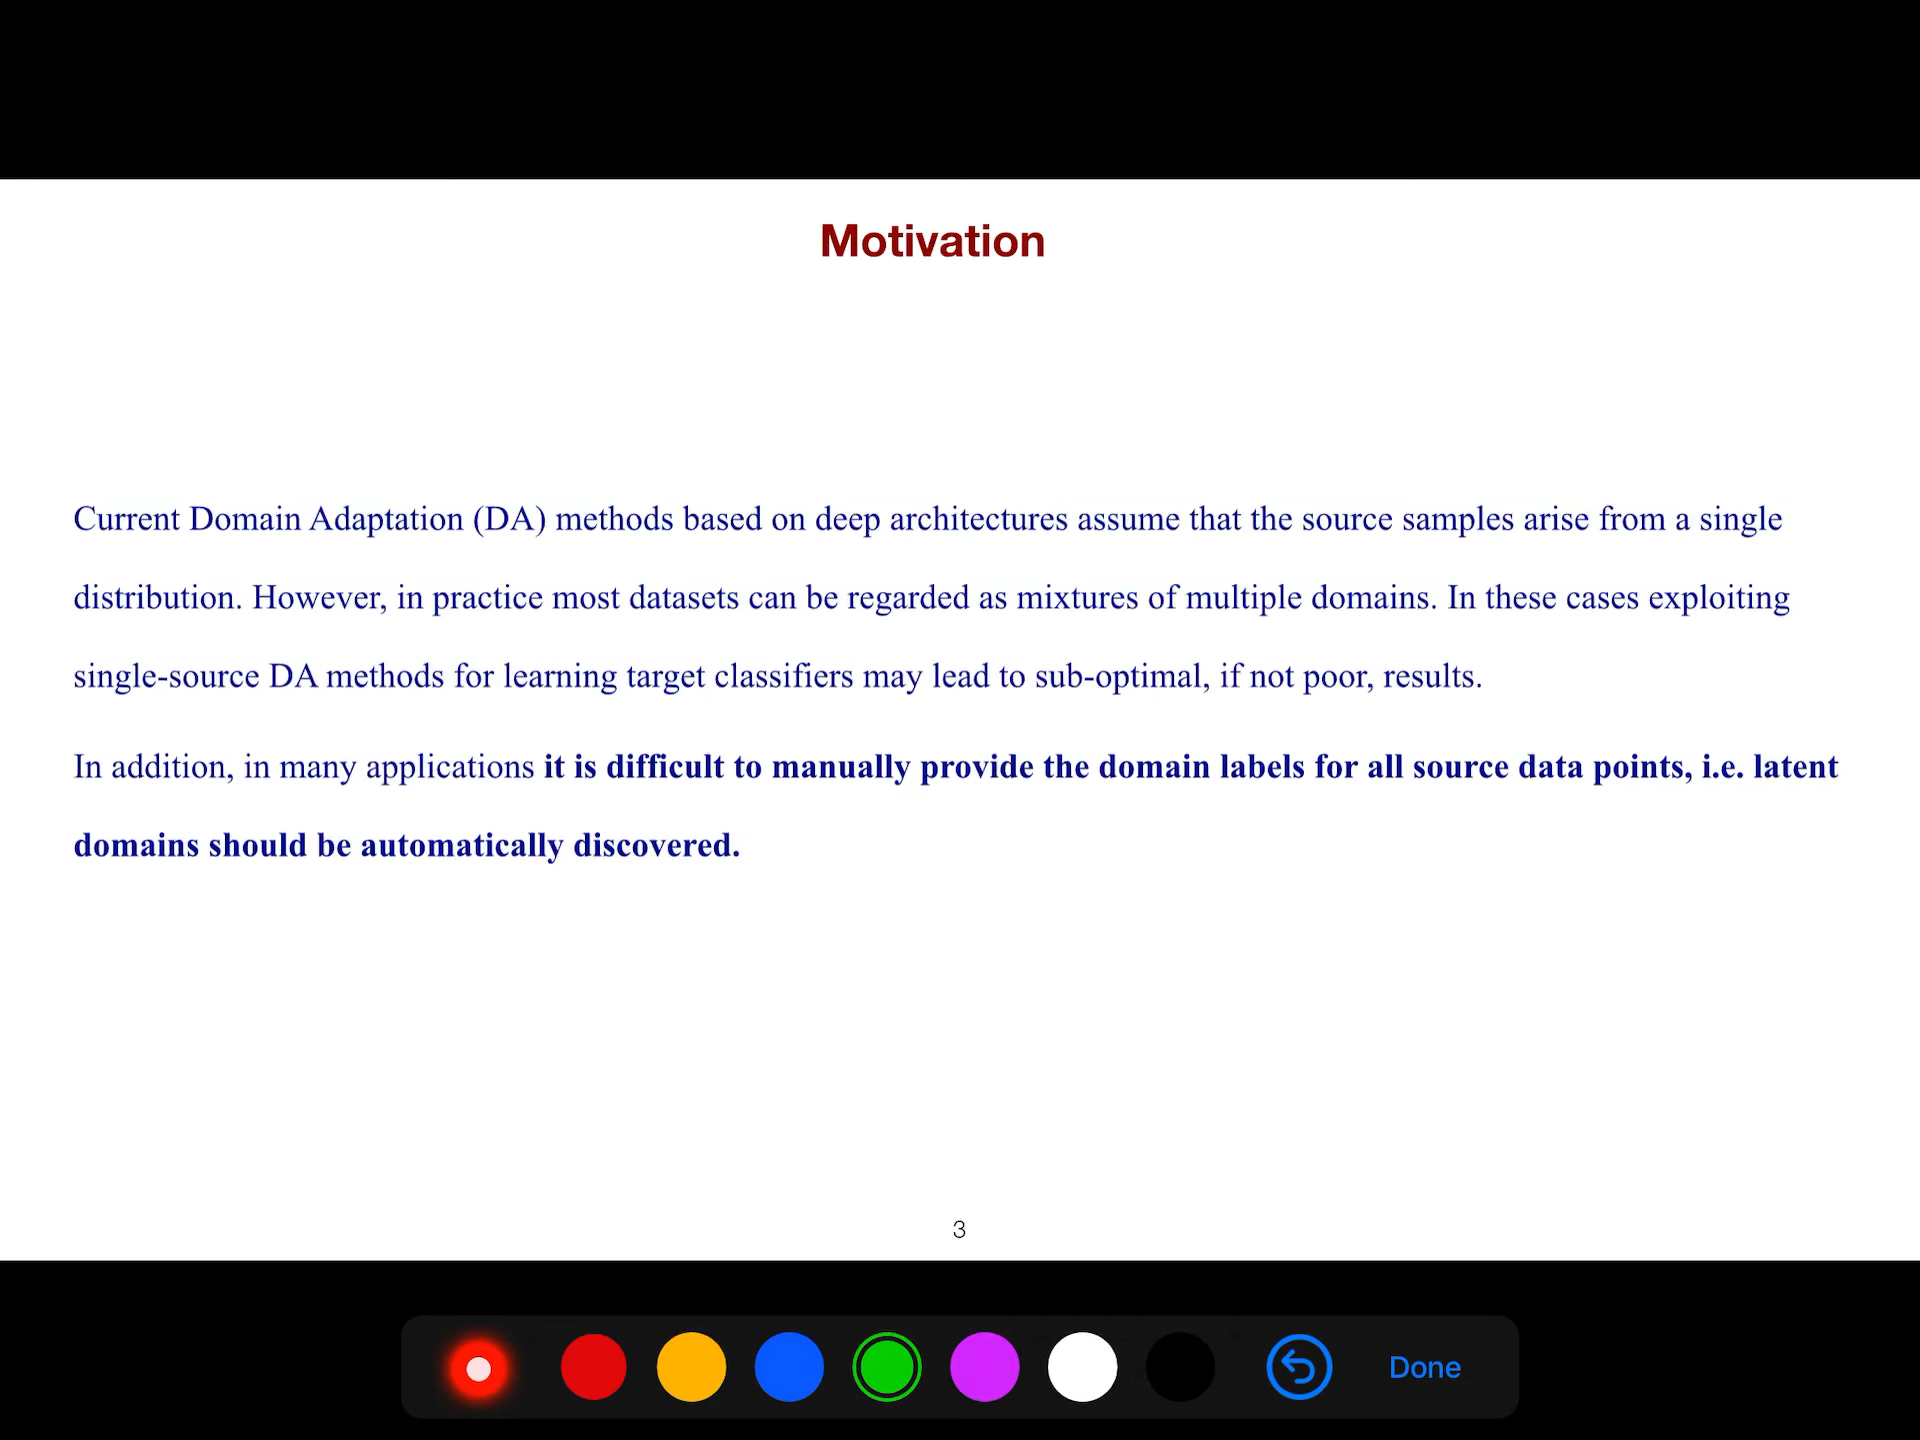 Motivation
Current Domain Adaptation (DA) methods based on deep architectures assume that the source samples arise from a single
distribution. However, in practice most datasets can be regarded as mixtures of multiple domains. In these cases exploiting
single-source DA methods for learning target classifiers may lead to sub-optimal, if not poor, results.
In addition, in many applications it is difficult to manually provide the domain labels for all source data points, i.e. latent
domains should be automatically discovered.
3
Done